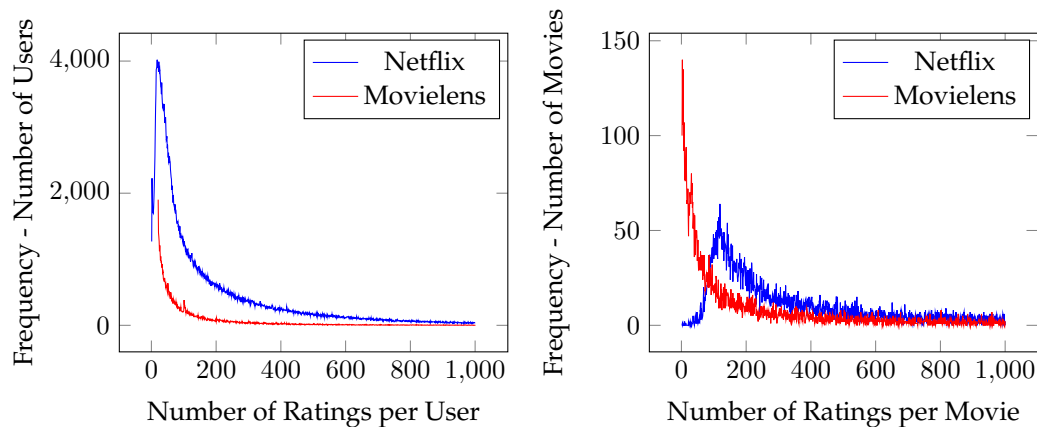 Frequency - Number of Users
4,000
2,000
0
0 200 400 600 800 1,000
Number of Ratings per User
Netflix
Movielens
Frequency - Number of Movies
150
100
50
0
0 200 400 600 800 1,000
Number of Ratings per Movie
Netflix
Movielens